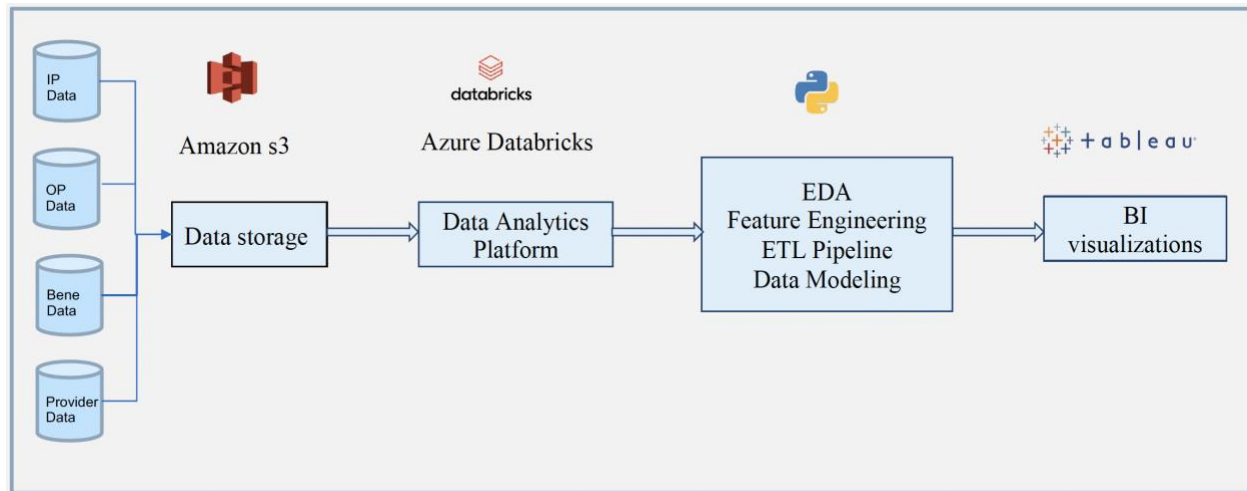 IP
Data
OP
Data
Bene
Data
Provider
Data
Amazon s3
Data storage
databricks
Azure Databricks
Data Analytics
Platform
EDA
Feature Engineering
ETL Pipeline
Data Modeling
+ableau
BI
visualizations